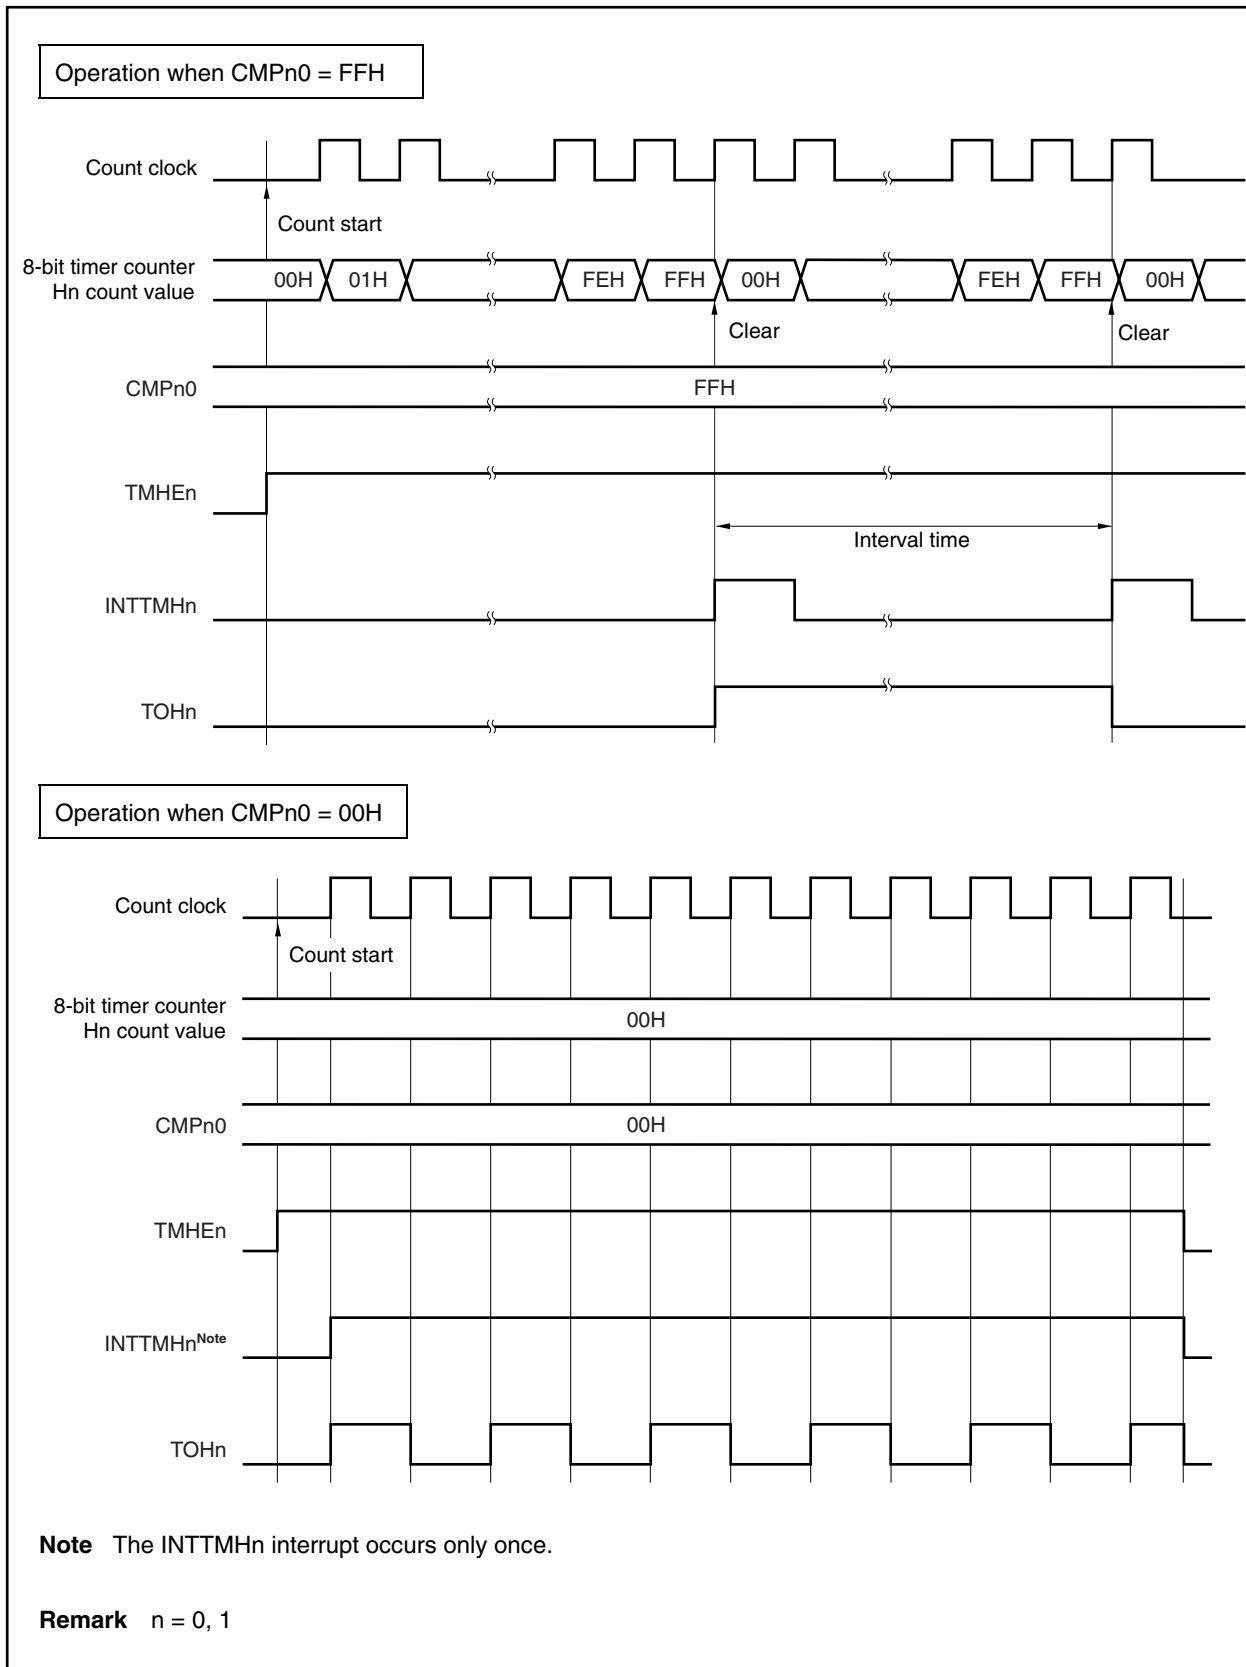 Operation when CMPn0 = FFH
Count clock
Count start
8-bit timer counter
Hn count value
00H 01H FEH FFH 00H FEH FFH 00H
Clear Clear
CMPn0 FFH
TMHEn
Interval time
INTTMHn
TOHn
Operation when CMPn0 = 00H
Count clock
Count start
8-bit timer counter
Hn count value
00H
CMPn0 00H
TMHEn
INTTMHnNote
TOHn
Note The INTTMHn interrupt occurs only once.
Remark n = 0, 1